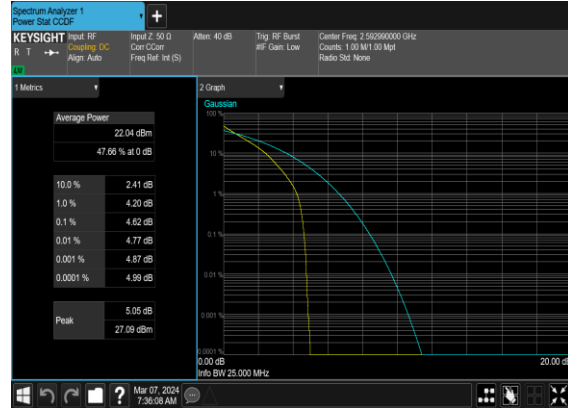 Spectrum Analyzer 1
Power Stat CCDF
KEYSIGHT
R T
LM
Input: RF
Coupling: DC
Align: Auto
Input Z: 50 Ω
Corr CCorr
Freq Ref: Int (S)
Atten: 40 dB
Trig: RF Burst
#IF Gain: Low
Center Freq: 2.592990000 GHz
Counts: 1.00 M/1.00 Mpt
Radio Std: None
1 Metrics
Average Power
22.04 dBm
47.66 % at 0 dB
10.0 % 2.41 dB
1.0 % 4.20 dB
0.1 % 4.62 dB
0.01 % 4.77 dB
0.001 % 4.87 dB
0.0001 % 4.99 dB
Peak
5.05 dB
27.09 dBm
2 Graph
Gaussian
100 %
10 %
1 %
0.1 %
0.01 %
0.001 %
0.0001 %
0.00 dB
20.00 dB
Info BW 25.000 MHz
?
Mar 07, 2024
7:36:08 AM